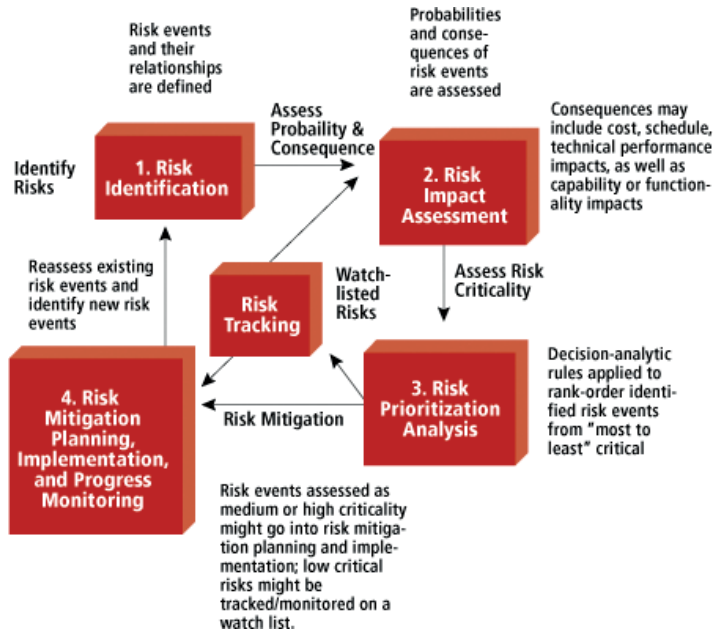 Risk events
and their
relationships
are defined
Probabilities
and conse-
quences of
risk events
are assessed
Identify
Risks
1. Risk
Identification
Assess
Probaility &
Consequence
2. Risk
Impact
Assessment
Consequences may
include cost, schedule,
technical performance
impacts, as well as
capability or function-
ality impacts
Reassess existing
risk events and
identify new risk
events
Risk
Tracking
Watch-
listed
Risks
Assess Risk
Criticality
4. Risk
Mitigation
Planning,
Implementation,
and Progress
Monitoring
Risk Mitigation
3. Risk
Prioritization
Analysis
Decision-analytic
rules applied to
rank-order identi-
fied risk events
from "most to
least" critical
Risk events assessed as
medium or high criticality
might go into risk mitiga-
tion planning and imple-
mentation; low critical
risks might be
tracked/monitored on a
watch list.